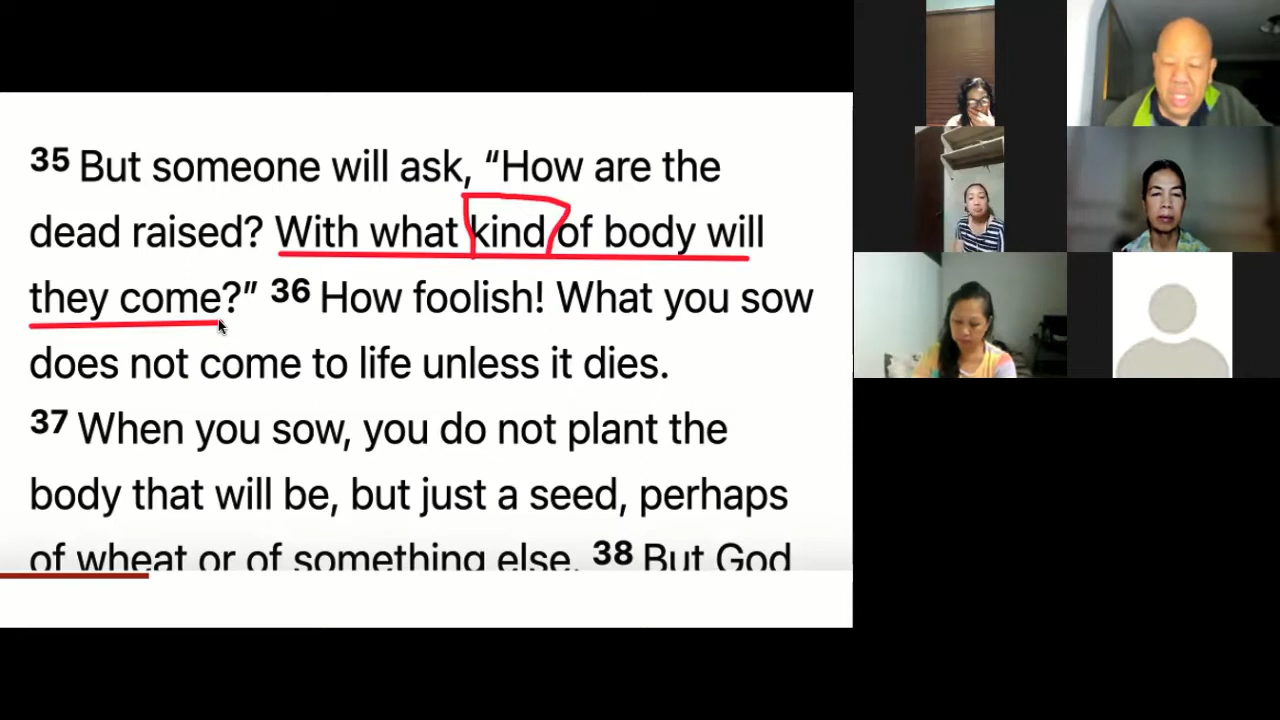 35 But someone will ask, “How are the
dead raised? With what kind of body will
they come?” 36 How foolish! What you sow
does not come to life unless it dies.
37 When you sow, you do not plant the
body that will be, but just a seed, perhaps
of wheat or of something else. 38 But God